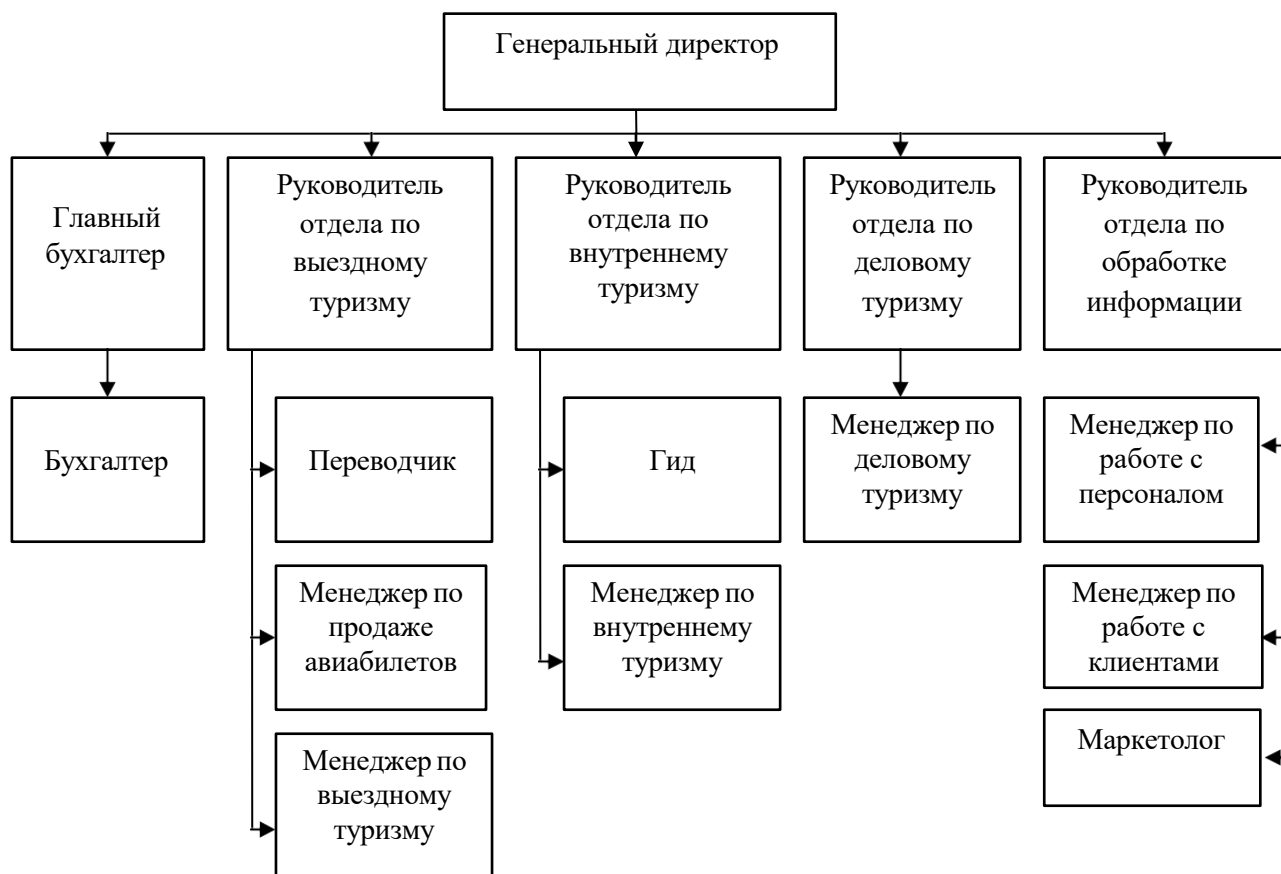 Генеральный директор
Главный
бухгалтер
Руководитель
отдела по
выездному
туризму
Руководитель
отдела по
внутреннему
туризму
Руководитель
отдела по
деловому
туризму
Руководитель
отдела по
обработке
информации
Бухгалтер
Переводчик
Гид
Менеджер по
деловому
туризму
Менеджер по
работе с
персоналом
Менеджер по
продаже
авиабилетов
Менеджер по
внутреннему
туризму
Менеджер по
работе с
клиентами
Менеджер по
выездному
туризму
Маркетолог